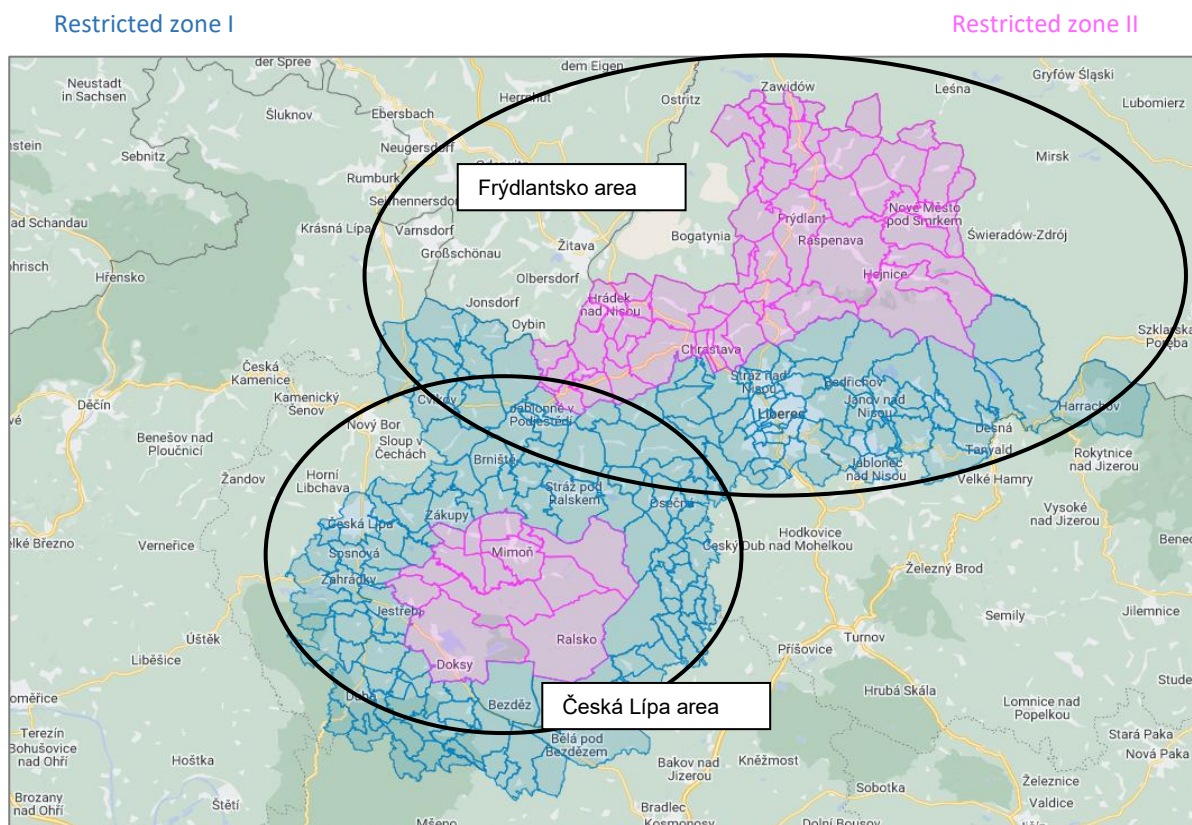 Restricted zone I
Restricted zone II
der Spree
dem Eigen
Gryfów Śląski
Neustadt
in Sachsen
Šluknov
Ebersbach
Herrnhut
Ostritz
Zawidów
Leśna
Lubomierz
Neugersdorf
Sebnitz
Rumburk
Mirsk
Frýdlantsko area
ad Schandau
Krásná Lípa
Varnsdorf
Großschönau
Žitava
Bogatynia
Frýdlant
Nové Město
pod Smrkem
Raspenava
Świeradów-Zdrój
Hřensko
Olbersdorf
Hejnice
Jonsdorf
Hrádek
nad Nisou
Oybin
Szklarska
Poręba
Chrastava
Česká
Kamenice
Kamenický
Šenov
Děčín
Cvikov
Jablonné v
Podještědí
Stráž nad
Nisou
Bedřichov
Janov nad
Nisou
Liberec
Harrachov
Desná
Tanvald
Nový Bor
Sloup v
Čechách
Benešov nad
Ploučnicí
Žandov
Horní
Libchava
Brniště
Stráž pod
Ralskem
Osečná
Jablonec
nad Nisou
Velké Hamry
Rokytnice
nad Jizerou
Vysoké
nad Jizerou
Zákupy
Česká Lípa
Sosnová
Mimoň
Hodkovice
nad Mohelkou
Český Dub
Verneřice
Zahrádky
Železný Brod
Semily
Jilemnice
Jestřebí
Ralsko
Úštěk
Liběšice
Doksy
Příšovice
Turnov
Dubá
Bezděz
Česká Lípa area
Hrubá Skála
Lomnice nad
Popelkou
Terezín
Bohušovice
nad Ohří
Hoštka
Bělá pod
Bezdězem
Bakov nad
Jizerou
Kněžmost
Stará Paka
Nová Paka
Brozany
nad Ohří
Štětí
Sobotka
Železnice
Valdice
Mšeno
Bradlec
Kosmonosy
Dolní Bousov